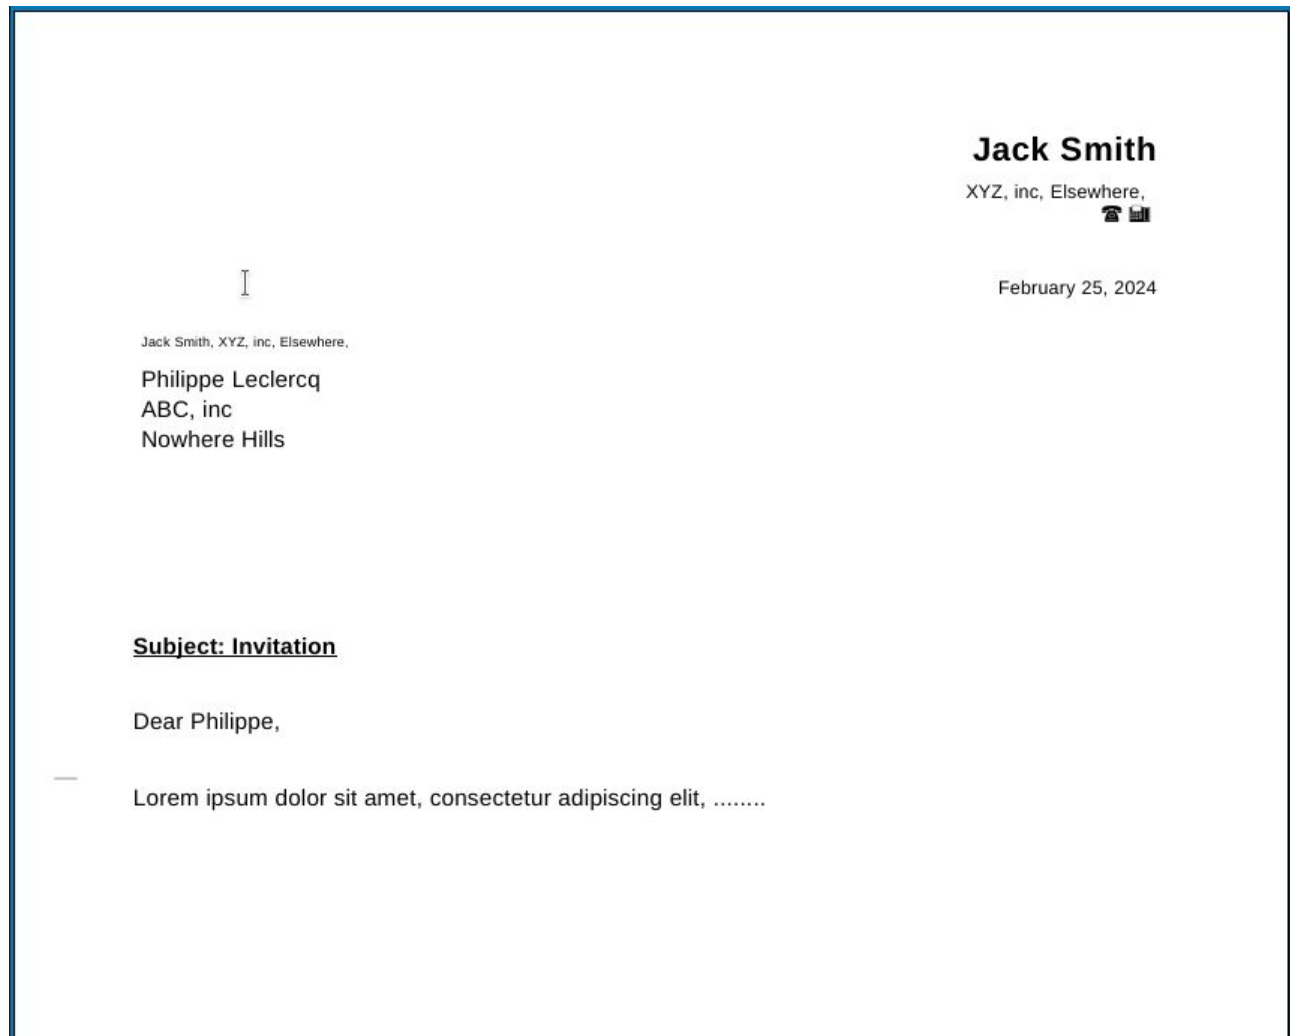 Jack Smith
XYZ, inc, Elsewhere,
☎ 📠
February 25, 2024
Jack Smith, XYZ, inc, Elsewhere,
Philippe Leclercq
ABC, inc
Nowhere Hills
Subject: Invitation
Dear Philippe,
Lorem ipsum dolor sit amet, consectetur adipiscing elit, ........